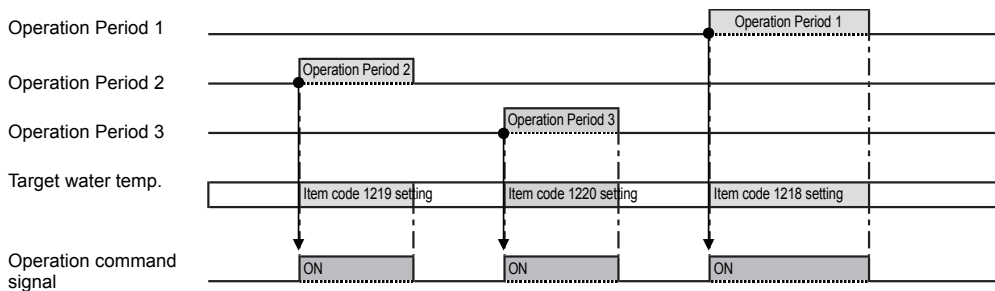 Operation Period 1
Operation Period 1
Operation Period 2
Operation Period 2
Operation Period 3
Operation Period 3
Target water temp.
Item code 1219 setting
Item code 1220 setting
Item code 1218 setting
Operation command
signal
ON
ON
ON